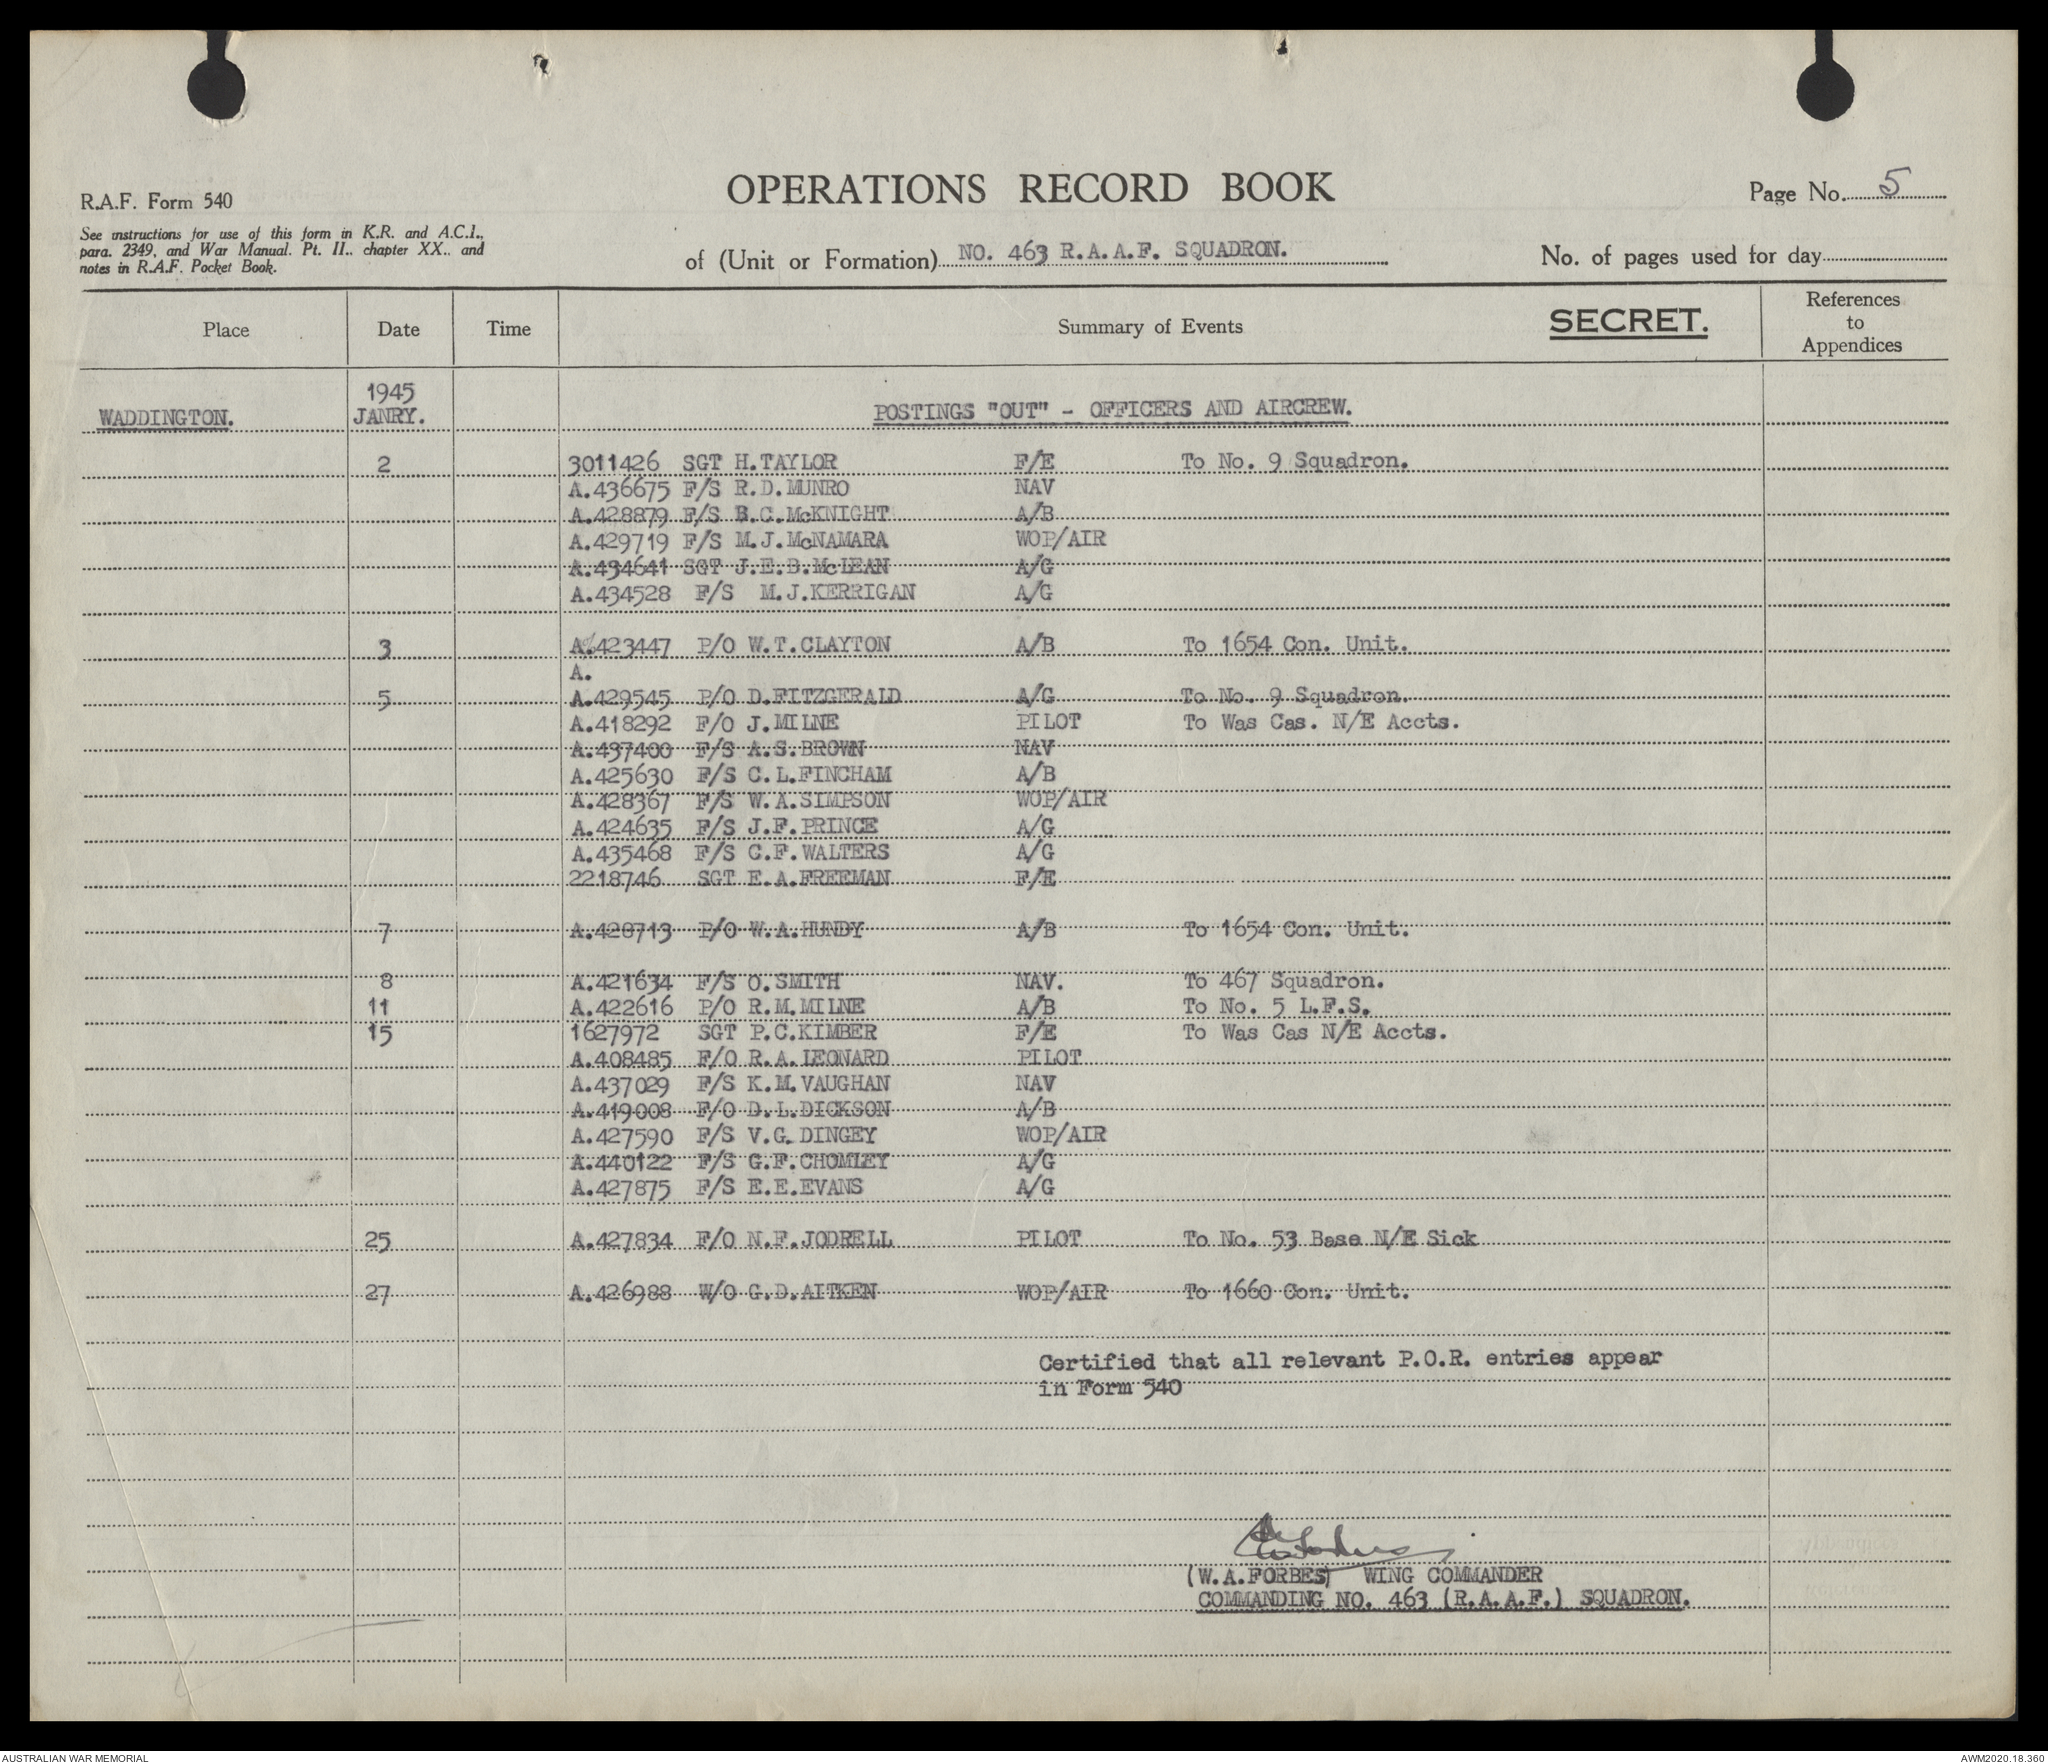 R.A.F. Form 540
OPERATIONS RECORD BOOK
Page No. 5
See instructions for use of this form in K.R. and A.C.I.,
para. 2349, and War Manual. Pt. II., chapter XX., and
notes in R.A.F. Pocket Book.
of (Unit or Formation) NO. 463 R.A.A.F. SQUADRON.
No. of pages used for day
Place Date Time Summary of Events SECRET. References to Appendices
1945
WADDINGTON. JANRY. POSTINGS "OUT" - OFFICERS AND AIRCREW.
2 3011426 SGT H.TAYLOR F/E To No. 9 Squadron.
A.436675 F/S R.D.MUNRO NAV
A.428879 F/S B.C.McKNIGHT A/B
A.429719 F/S M.J.McNAMARA WOP/AIR
A.434641 SGT J.E.B.McLEAN A/G
A.434528 F/S M.J.KERRIGAN A/G
3 A.423447 P/O W.T.CLAYTON A/B To 1654 Con. Unit.
A.
5 A.429545 P/O D.FITZGERALD A/G To No. 9 Squadron.
A.418292 F/O J.MILNE PILOT To Was Cas. N/E Accts.
A.437400 F/S A.S.BROWN NAV
A.425630 F/S C.L.FINCHAM A/B
A.428367 F/S W.A.SIMPSON WOP/AIR
A.424635 F/S J.F.PRINCE A/G
A.435468 F/S C.F.WALTERS A/G
2218746 SGT E.A.FREEMAN F/E
7 A.428713 P/O W.A.HUNDY A/B To 1654 Con. Unit.
8 A.421634 F/S O.SMITH NAV. To 467 Squadron.
11 A.422616 P/O R.M.MILNE A/B To No. 5 L.F.S.
15 1627972 SGT P.C.KIMBER F/E To Was Cas N/E Accts.
A.408485 F/O R.A.LEONARD PILOT
A.437029 F/S K.M.VAUGHAN NAV
A.419008 F/O D.L.DICKSON A/B
A.427590 F/S V.G.DINGEY WOP/AIR
A.440122 F/S G.F.CHOMLEY A/G
A.427875 F/S E.E.EVANS A/G
25 A.427834 F/O N.F.JODRELL PILOT To No. 53 Base N/E Sick
27 A.426988 W/O G.D.AITKEN WOP/AIR To 1660 Con. Unit.
Certified that all relevant P.O.R. entries appear
in Form 540
(W.A.FORBES) WING COMMANDER
COMMANDING NO. 463 (R.A.A.F.) SQUADRON.
AUSTRALIAN WAR MEMORIAL
AWM2020.18.360